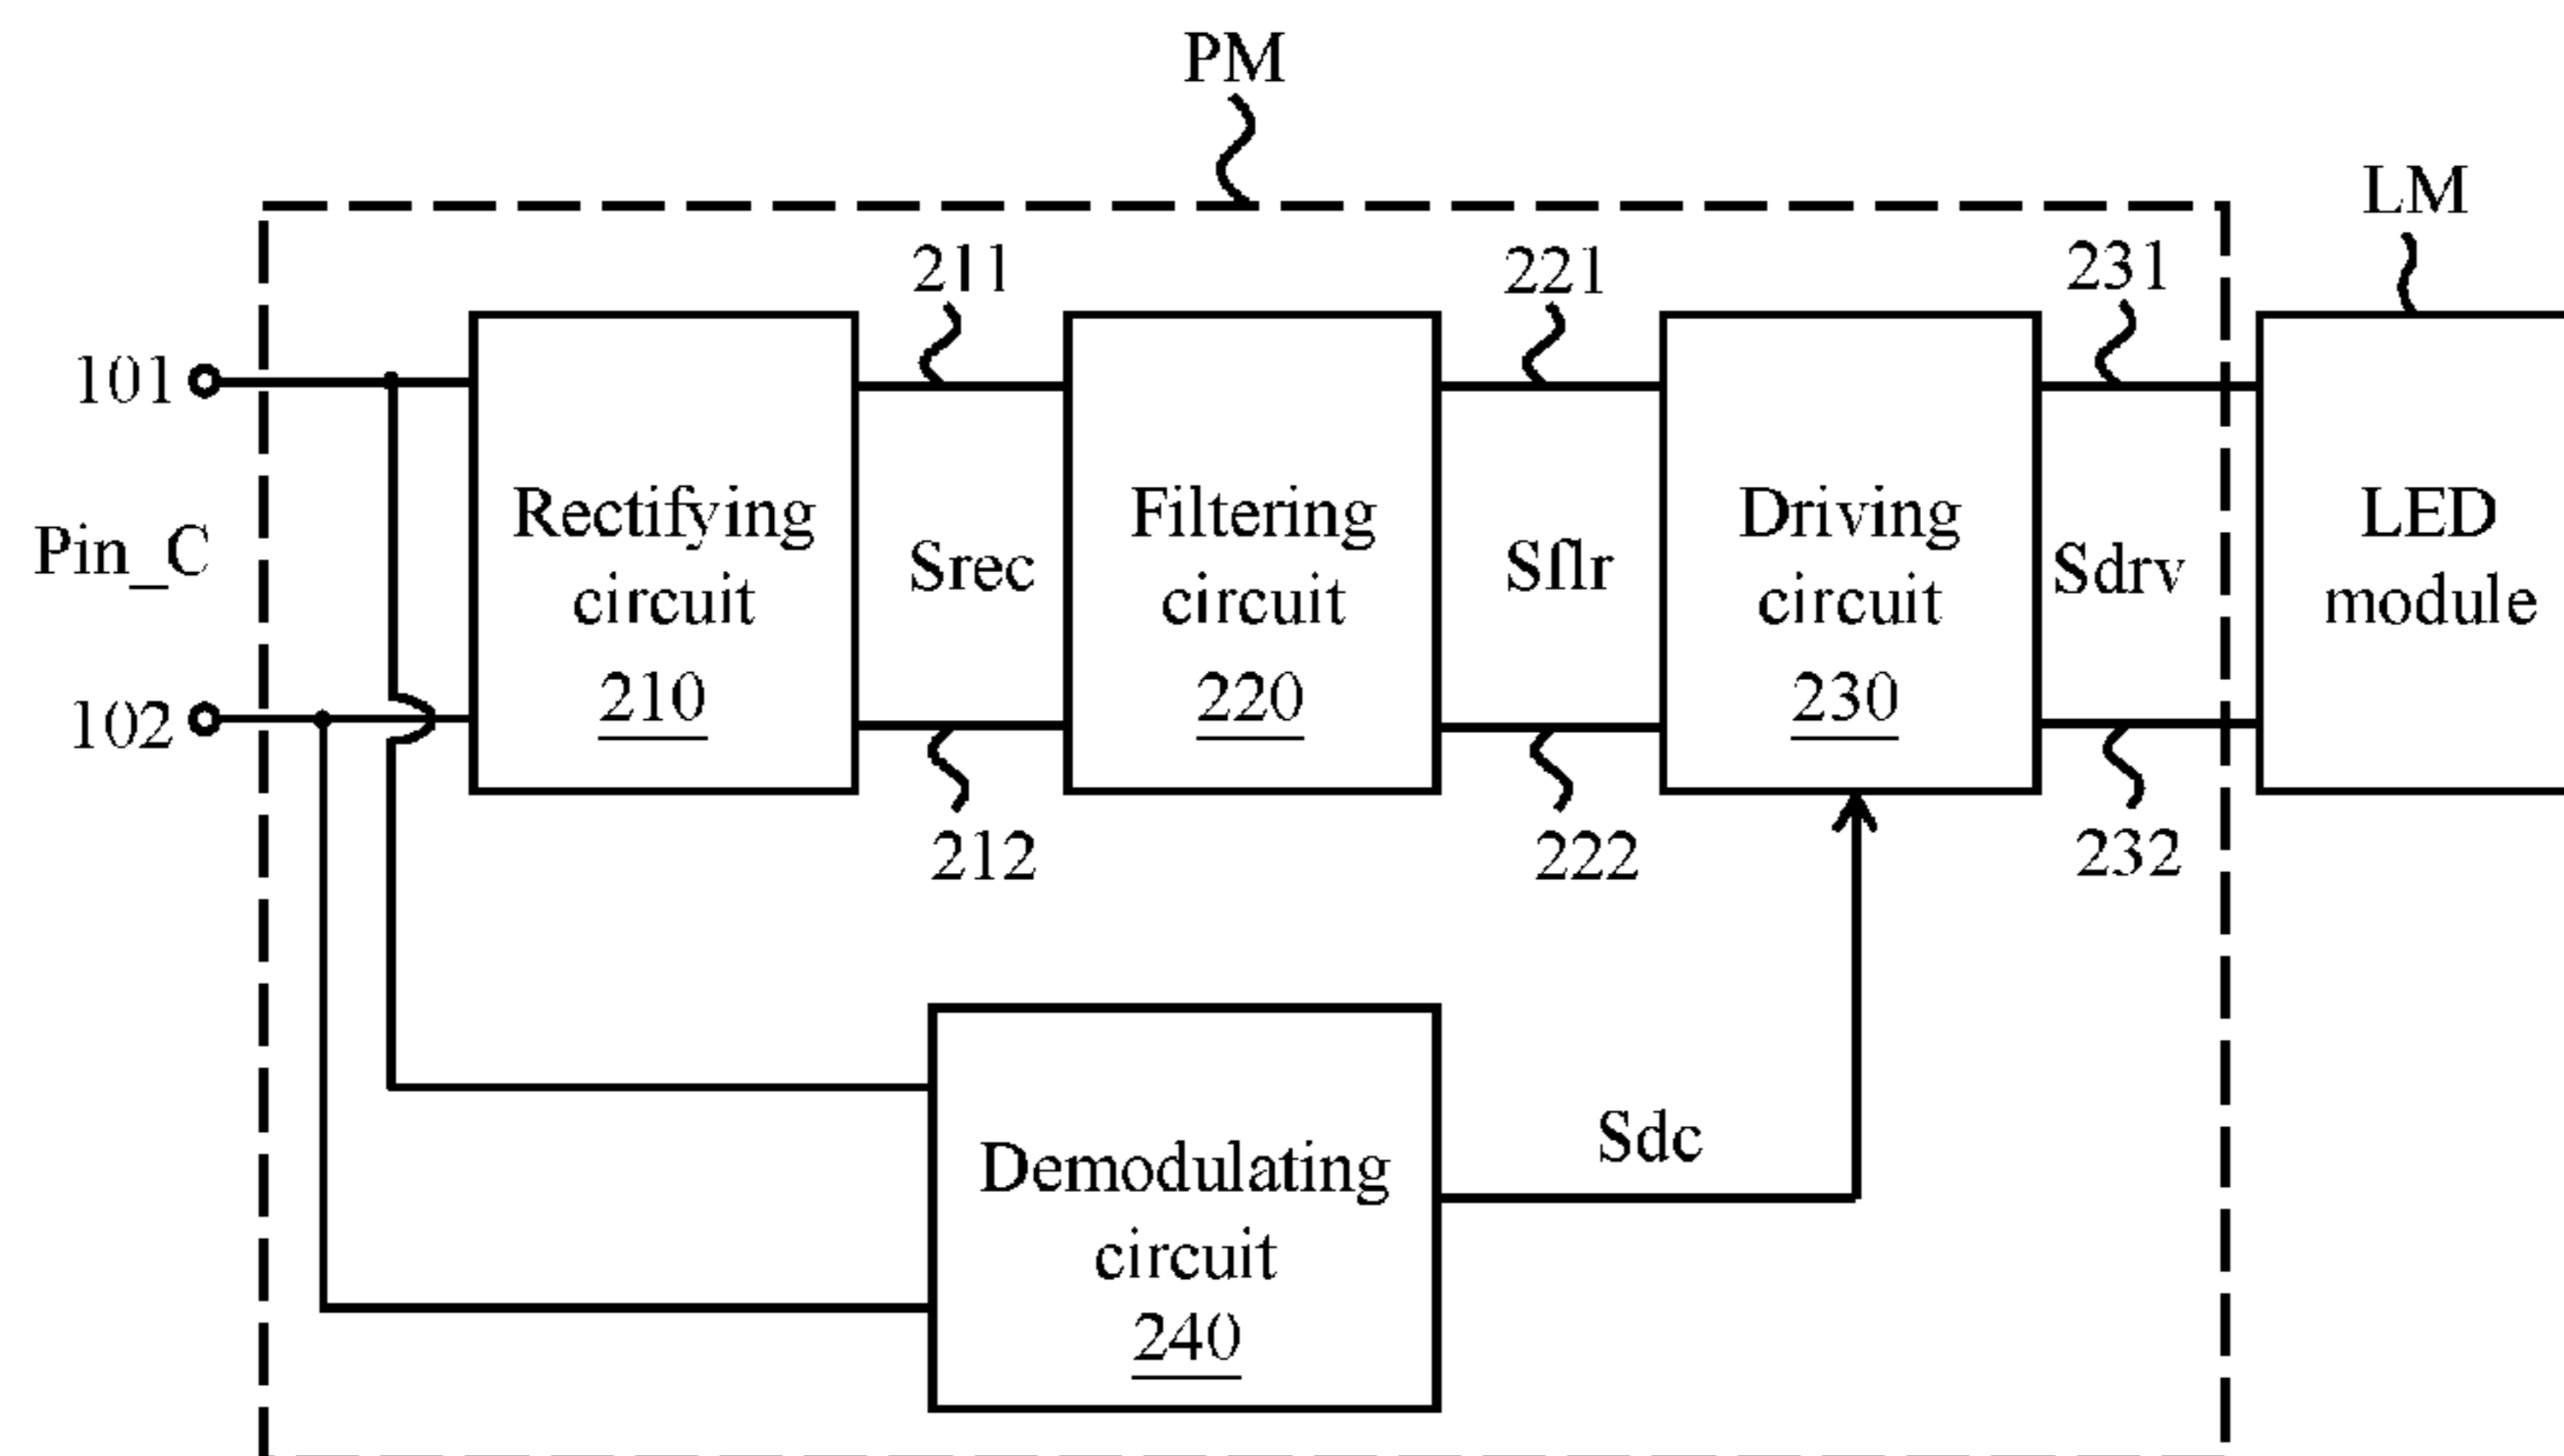 PM
LM
211
221
231
101
Pin_C
102
Rectifying
circuit
210
Srec
Filtering
circuit
220
Sflr
Driving
circuit
230
Sdrv
LED
module
212
222
232
Demodulating
circuit
240
Sdc